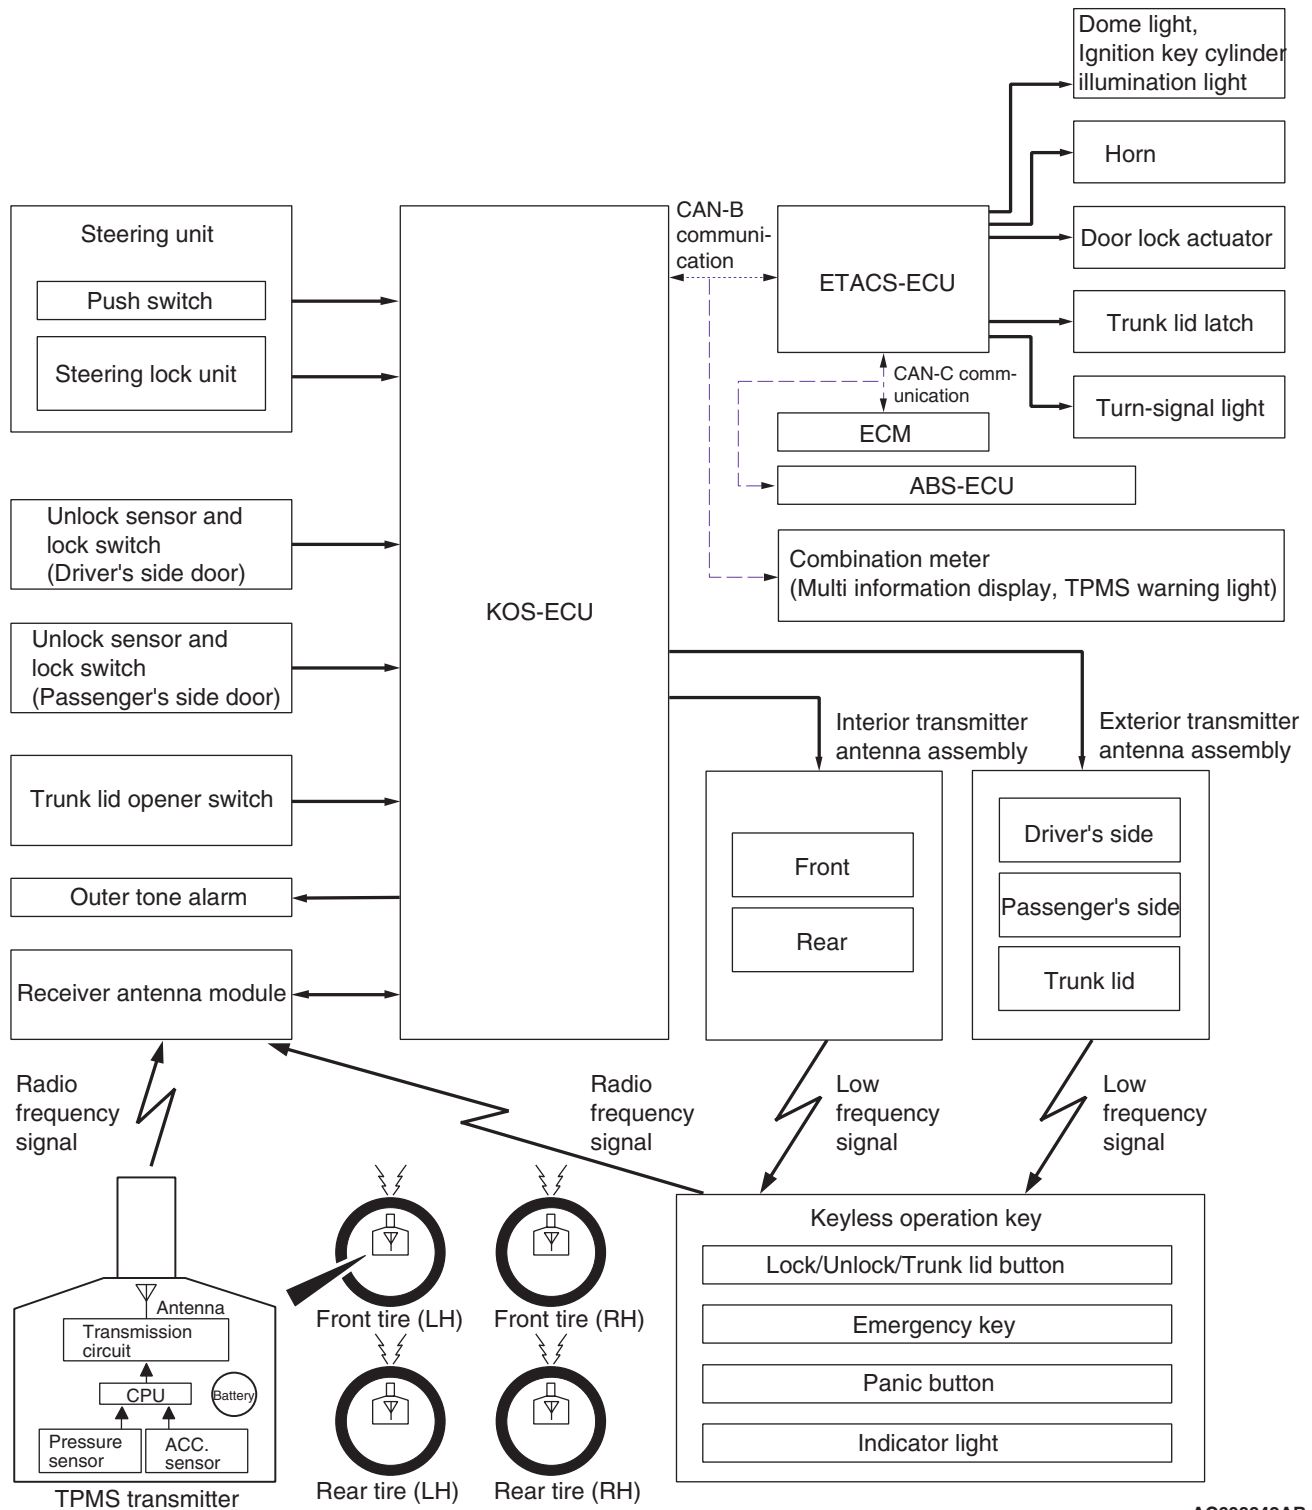 Dome light,
Ignition key cylinder
illumination light
Horn
Door lock actuator
Trunk lid latch
Turn-signal light
CAN-B
communi-
cation
ETACS-ECU
CAN-C comm-
unication
ECM
ABS-ECU
Combination meter
(Multi information display, TPMS warning light)
Steering unit
Push switch
Steering lock unit
Unlock sensor and
lock switch
(Driver's side door)
Unlock sensor and
lock switch
(Passenger's side door)
Trunk lid opener switch
Outer tone alarm
Receiver antenna module
KOS-ECU
Interior transmitter
antenna assembly
Front
Rear
Exterior transmitter
antenna assembly
Driver's side
Passenger's side
Trunk lid
Radio
frequency
signal
Radio
frequency
signal
Low
frequency
signal
Low
frequency
signal
Keyless operation key
Lock/Unlock/Trunk lid button
Emergency key
Panic button
Indicator light
Antenna
Transmission
circuit
CPU
Battery
Pressure
sensor
ACC.
sensor
TPMS transmitter
Front tire (LH)
Front tire (RH)
Rear tire (LH)
Rear tire (RH)